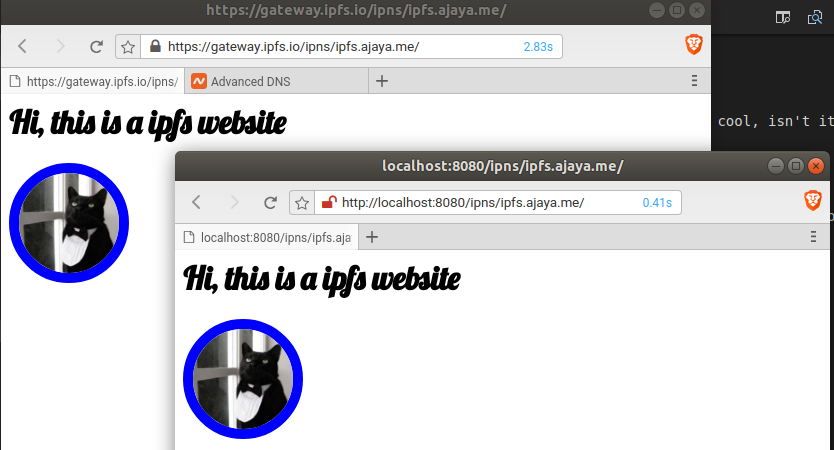 https://gateway.ipfs.io/ipns/ipfs.ajaya.me/
https://gateway.ipfs.io/ipns/ipfs.ajaya.me/ 2.83s
https://gateway.ipfs.io/ipns/ Advanced DNS
Hi, this is a ipfs website
cool, isn't it
localhost:8080/ipns/ipfs.ajaya.me/
http://localhost:8080/ipns/ipfs.ajaya.me/ 0.41s
localhost:8080/ipns/ipfs.aja
Hi, this is a ipfs website